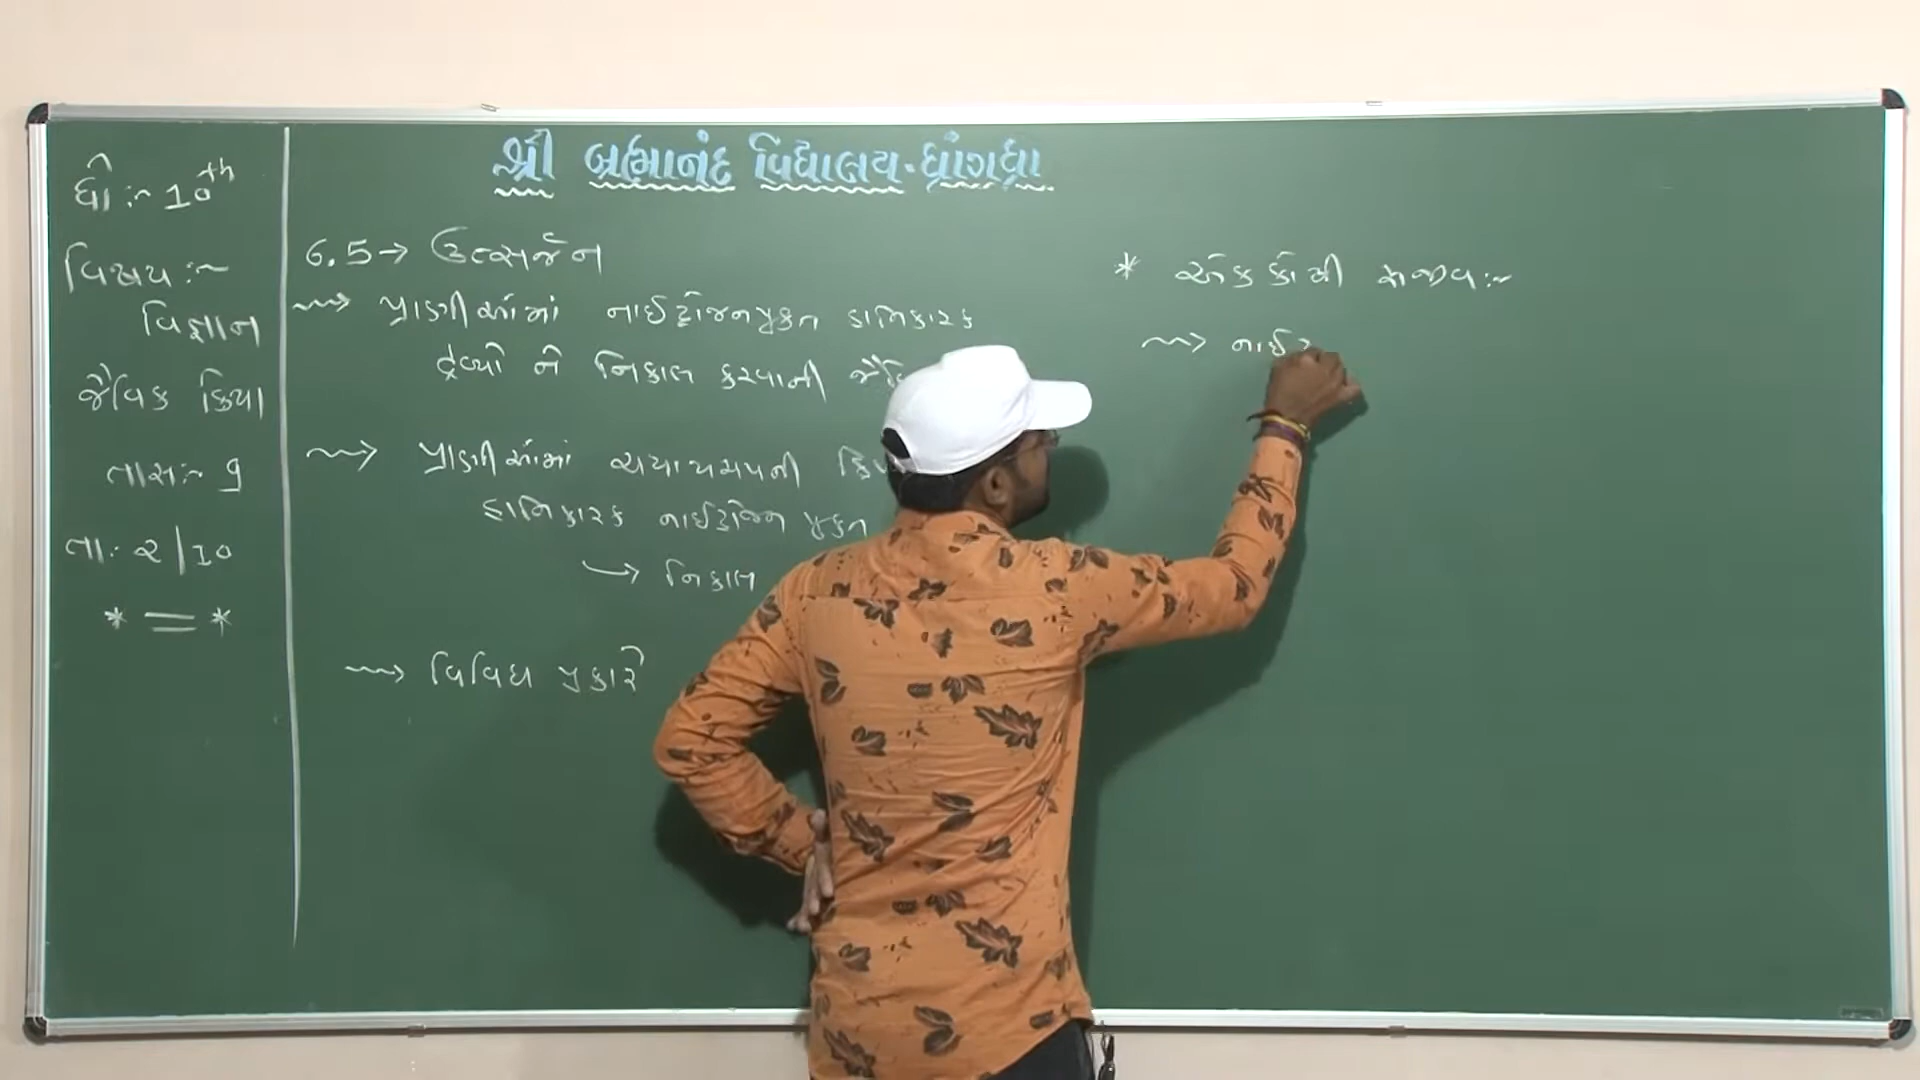 શ્રી બ્રહ્માનંદ વિદ્યાલય-ધ્રાંગધ્રા
ધો:- 10th
વિષય:-
વિજ્ઞાન
જૈવિક ક્રિયા
તાસ:- 9
તા:- ૨/10
* = *
6.5→ ઉત્સર્જન
પ્રાણીઓમાં નાઈટ્રોજનયુક્ત હાનિકારક
દ્રવ્યો ને નિકાલ કરવાની
પ્રાણીઓમાં ચયાપચયની
હાનિકારક નાઈટ્રોજન યુક્ત
→ નિકાલ
વિવિધ પ્રકારે
* એકકોષી સજીવ:-
નાઈ